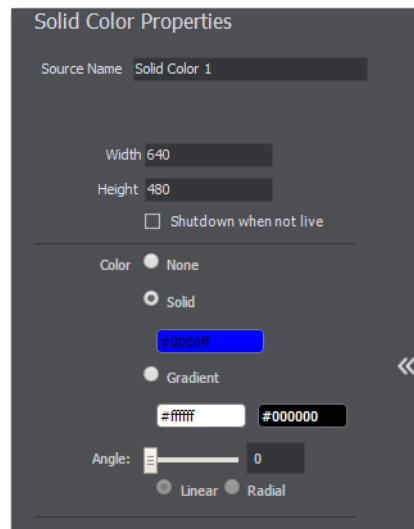 Solid Color Properties
Source Name Solid Color 1
Width 640
Height 480
Shutdown when not live
Color None
Solid
#0000ff
Gradient
#ffffff #000000
Angle: 0
Linear Radial